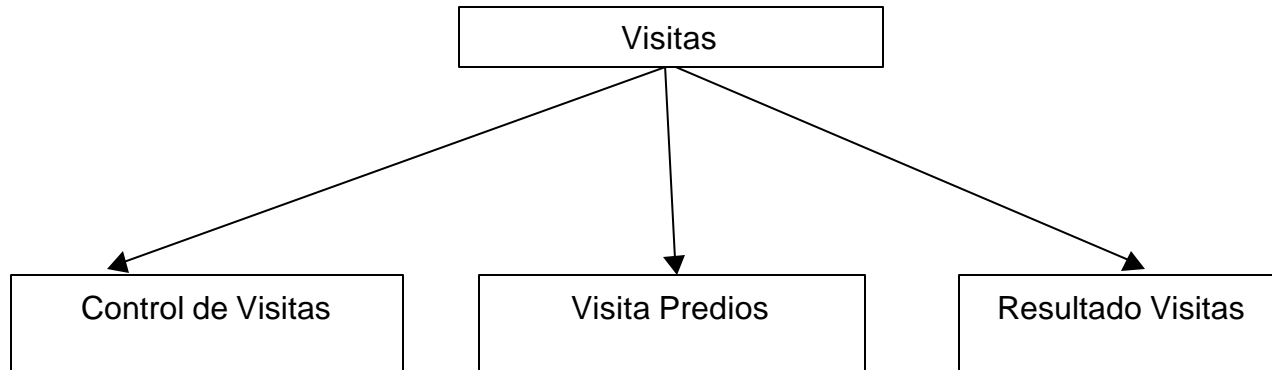 Visitas
Control de Visitas
Visita Predios
Resultado Visitas